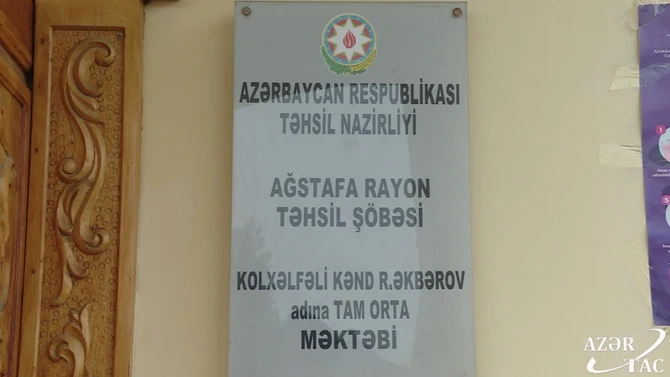 AZƏRBAYCAN RESPUBLİKASI
TƏHSİL NAZİRLİYİ
AĞSTAFA RAYON
TƏHSİL ŞÖBƏSİ
KOLXƏLFƏLİ KƏND R.ƏKBƏROV
adına TAM ORTA
MƏKTƏBİ
AZƏR
TAC